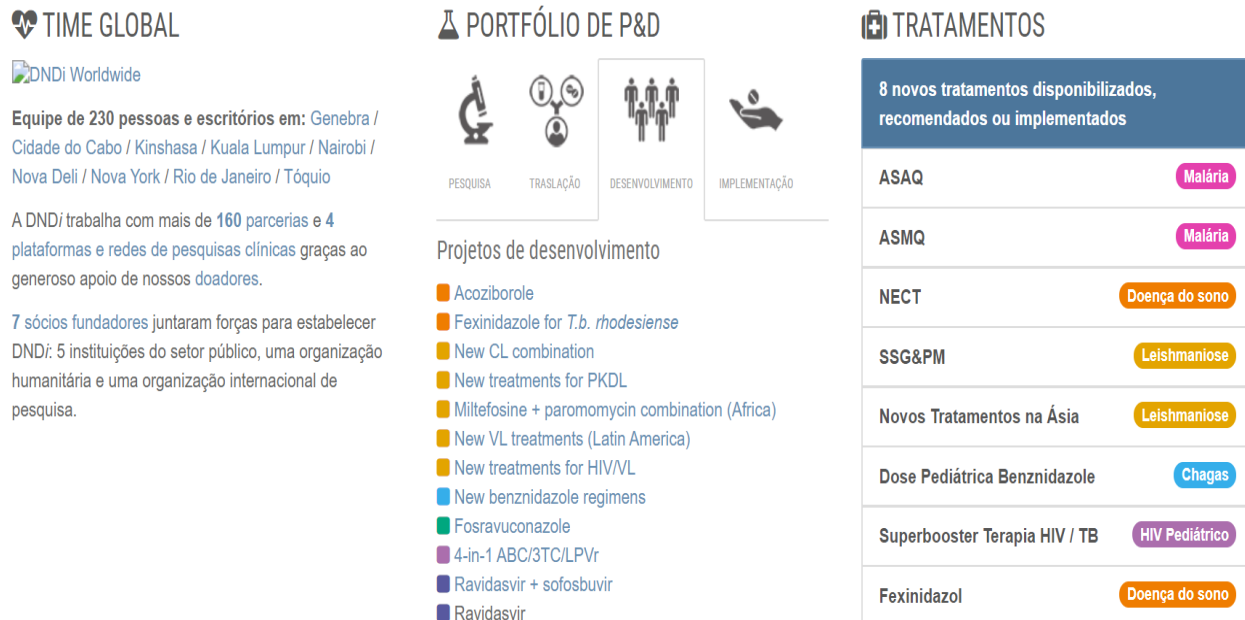 TIME GLOBAL
DNDi Worldwide
Equipe de 230 pessoas e escritórios em: Genebra /
Cidade do Cabo / Kinshasa / Kuala Lumpur / Nairobi /
Nova Deli / Nova York / Rio de Janeiro / Tóquio
A DNDi trabalha com mais de 160 parcerias e 4
plataformas e redes de pesquisas clínicas graças ao
generoso apoio de nossos doadores.
7 sócios fundadores juntaram forças para estabelecer
DNDi: 5 instituições do setor público, uma organização
humanitária e uma organização internacional de
pesquisa.
PORTFÓLIO DE P&D
PESQUISA
TRASLAÇÃO
DESENVOLVIMENTO
IMPLEMENTAÇÃO
Projetos de desenvolvimento
Acoziborole
Fexinidazole for T.b. rhodesiense
New CL combination
New treatments for PKDL
Miltefosine + paromomycin combination (Africa)
New VL treatments (Latin America)
New treatments for HIV/VL
New benznidazole regimens
Fosravuconazole
4-in-1 ABC/3TC/LPVr
Ravidasvir + sofosbuvir
Ravidasvir
TRATAMENTOS
8 novos tratamentos disponibilizados,
recomendados ou implementados
ASAQ Malária
ASMQ Malária
NECT Doença do sono
SSG&PM Leishmaniose
Novos Tratamentos na Ásia Leishmaniose
Dose Pediátrica Benznidazole Chagas
Superbooster Terapia HIV / TB HIV Pediátrico
Fexinidazol Doença do sono